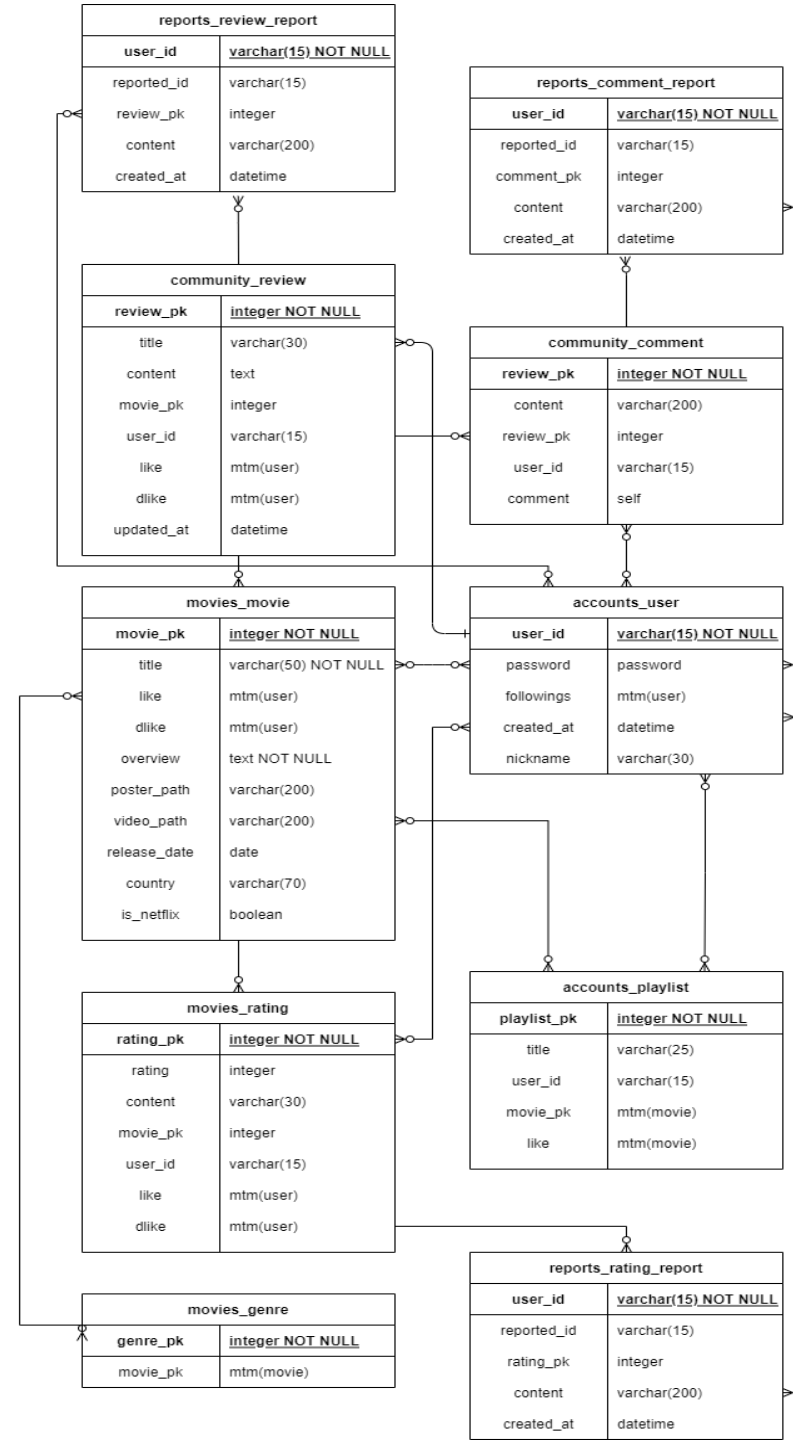 reports_review_report
user_id varchar(15) NOT NULL
reported_id varchar(15)
review_pk integer
content varchar(200)
created_at datetime
reports_comment_report
user_id varchar(15) NOT NULL
reported_id varchar(15)
comment_pk integer
content varchar(200)
created_at datetime
community_review
review_pk integer NOT NULL
title varchar(30)
content text
movie_pk integer
user_id varchar(15)
like mtm(user)
dlike mtm(user)
updated_at datetime
community_comment
review_pk integer NOT NULL
content varchar(200)
review_pk integer
user_id varchar(15)
comment self
movies_movie
movie_pk integer NOT NULL
title varchar(50) NOT NULL
like mtm(user)
dlike mtm(user)
overview text NOT NULL
poster_path varchar(200)
video_path varchar(200)
release_date date
country varchar(70)
is_netflix boolean
accounts_user
user_id varchar(15) NOT NULL
password password
followings mtm(user)
created_at datetime
nickname varchar(30)
movies_rating
rating_pk integer NOT NULL
rating integer
content varchar(30)
movie_pk integer
user_id varchar(15)
like mtm(user)
dlike mtm(user)
accounts_playlist
playlist_pk integer NOT NULL
title varchar(25)
user_id varchar(15)
movie_pk mtm(movie)
like mtm(movie)
movies_genre
genre_pk integer NOT NULL
movie_pk mtm(movie)
reports_rating_report
user_id varchar(15) NOT NULL
reported_id varchar(15)
rating_pk integer
content varchar(200)
created_at datetime